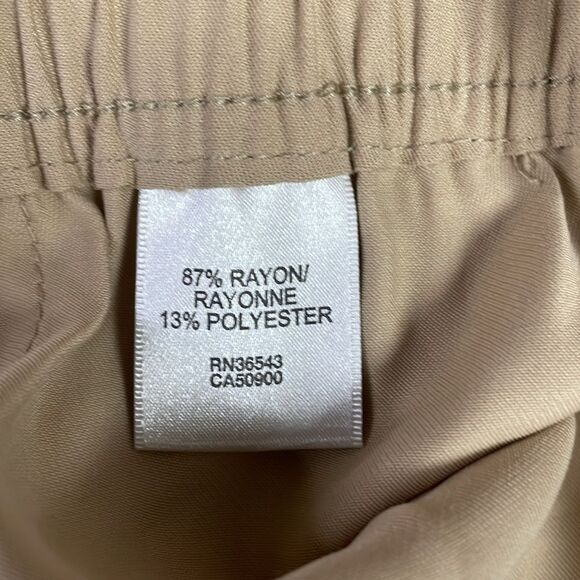 87% RAYON/
RAYONNE
13% POLYESTER
RN36543
CA50900